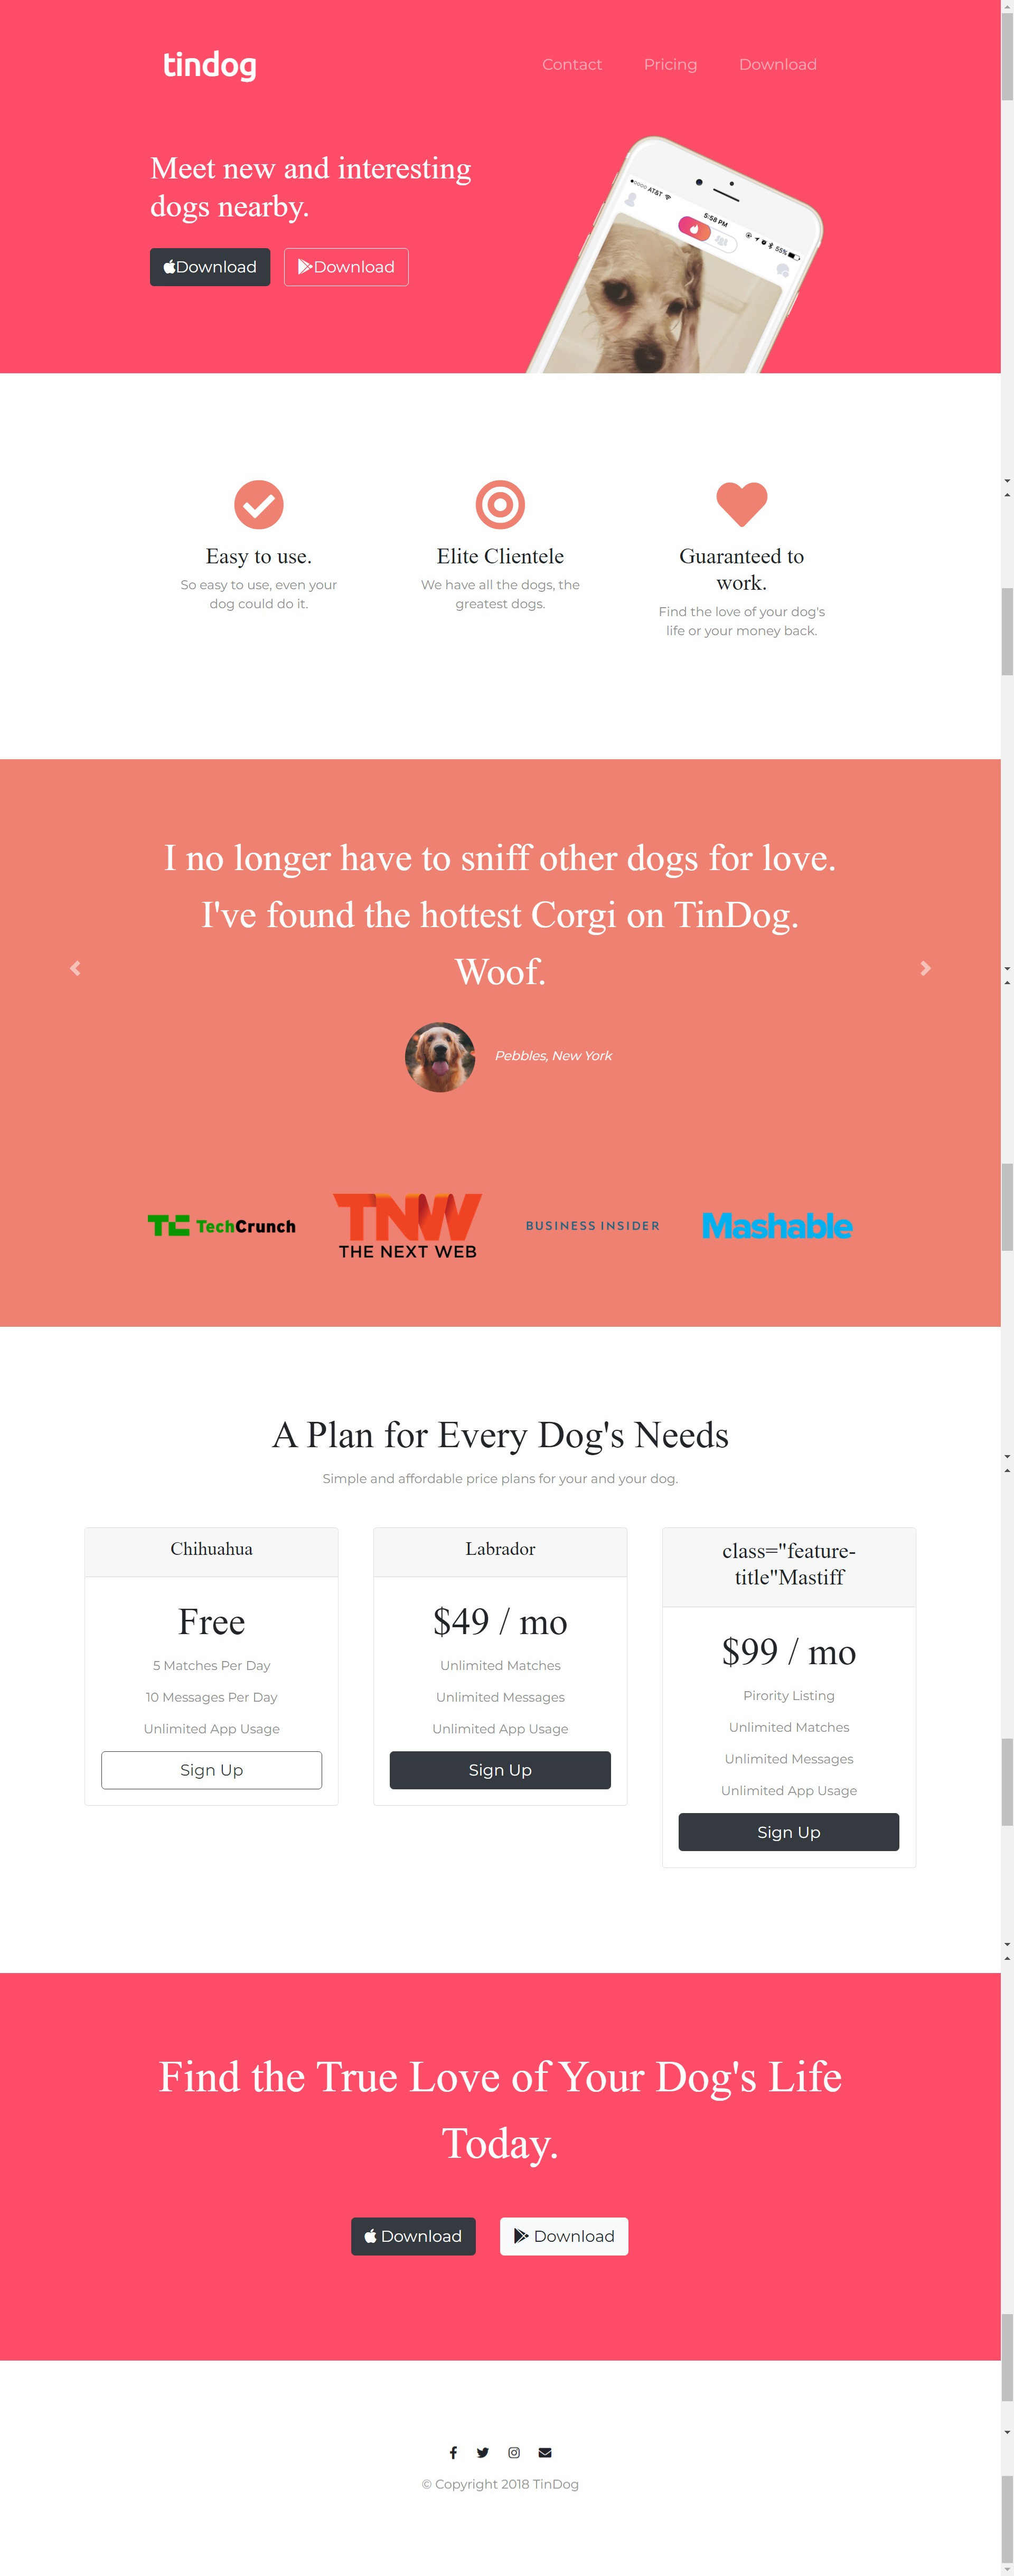 tindog
Contact Pricing Download
Meet new and interesting
dogs nearby.
Download Download
AT&T 5:58 PM 55%
Easy to use.
So easy to use, even your
dog could do it.
Elite Clientele
We have all the dogs, the
greatest dogs.
Guaranteed to
work.
Find the love of your dog's
life or your money back.
I no longer have to sniff other dogs for love.
I've found the hottest Corgi on TinDog.
Woof.
Pebbles, New York
TC TechCrunch
TNW
THE NEXT WEB
BUSINESS INSIDER
Mashable
A Plan for Every Dog's Needs
Simple and affordable price plans for your and your dog.
Chihuahua
Free
5 Matches Per Day
10 Messages Per Day
Unlimited App Usage
Sign Up
Labrador
$49 / mo
Unlimited Matches
Unlimited Messages
Unlimited App Usage
Sign Up
class="feature-
title"Mastiff
$99 / mo
Pirority Listing
Unlimited Matches
Unlimited Messages
Unlimited App Usage
Sign Up
Find the True Love of Your Dog's Life
Today.
Download Download
© Copyright 2018 TinDog